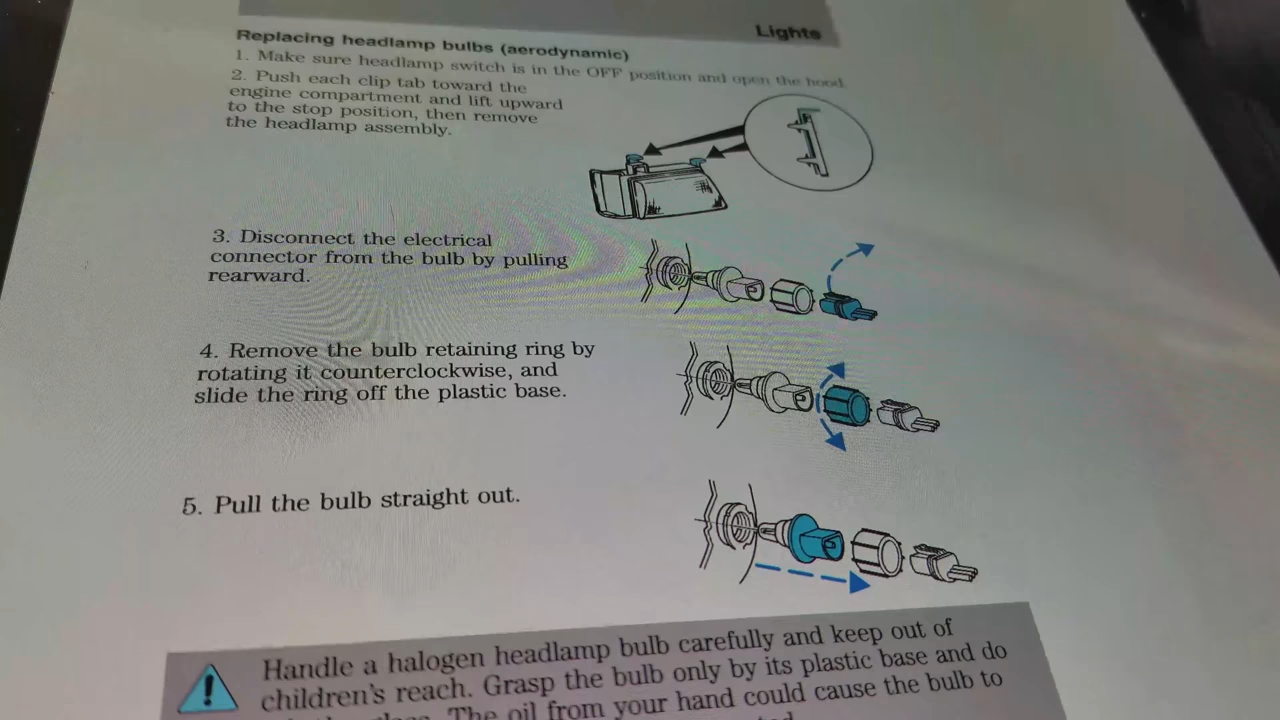 Lights
Replacing headlamp bulbs (aerodynamic)
1. Make sure headlamp switch is in the OFF position and open the hood
2. Push each clip tab toward the
engine compartment and lift upward
to the stop position, then remove
the headlamp assembly.
3. Disconnect the electrical
connector from the bulb by pulling
rearward.
4. Remove the bulb retaining ring by
rotating it counterclockwise, and
slide the ring off the plastic base.
5. Pull the bulb straight out.
Handle a halogen headlamp bulb carefully and keep out of
children's reach. Grasp the bulb only by its plastic base and do
The oil from your hand could cause the bulb to